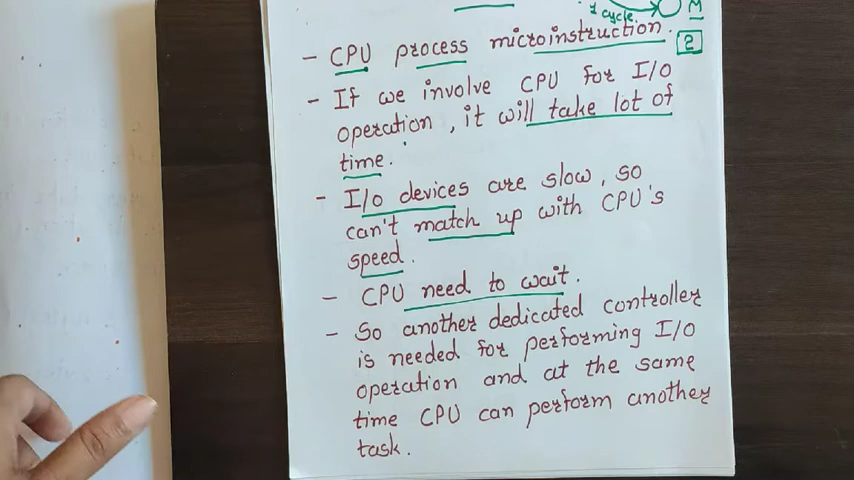 1 cycle.
M
2
- CPU process microinstruction.
- If we involve CPU for I/O
operation, it will take lot of
time.
- I/o devices are slow, so
can't match up with CPU's
speed.
- CPU need to wait.
- So another dedicated controller
is needed for performing I/O
operation and at the same
time CPU can perform another
task.